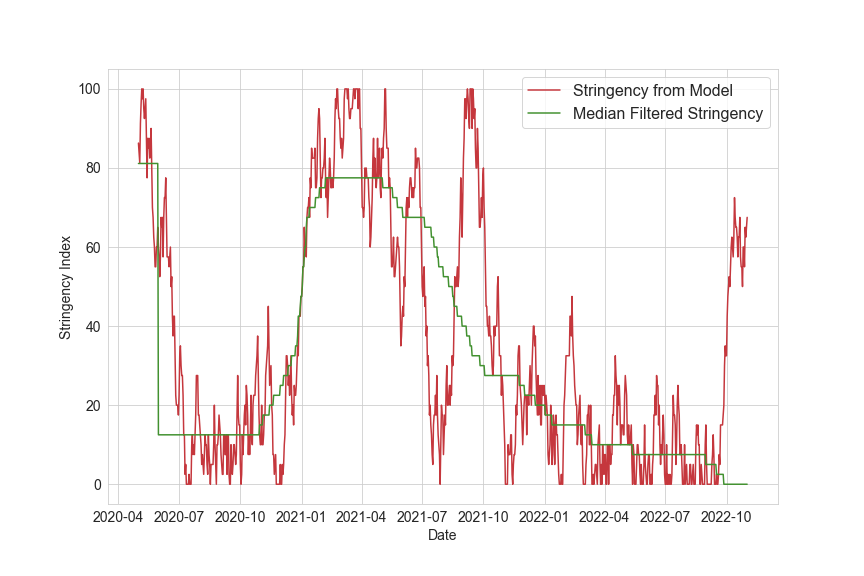 Stringency from Model
Median Filtered Stringency
100
80
60
40
20
0
Stringency Index
2020-04 2020-07 2020-10 2021-01 2021-04 2021-07 2021-10 2022-01 2022-04 2022-07 2022-10
Date